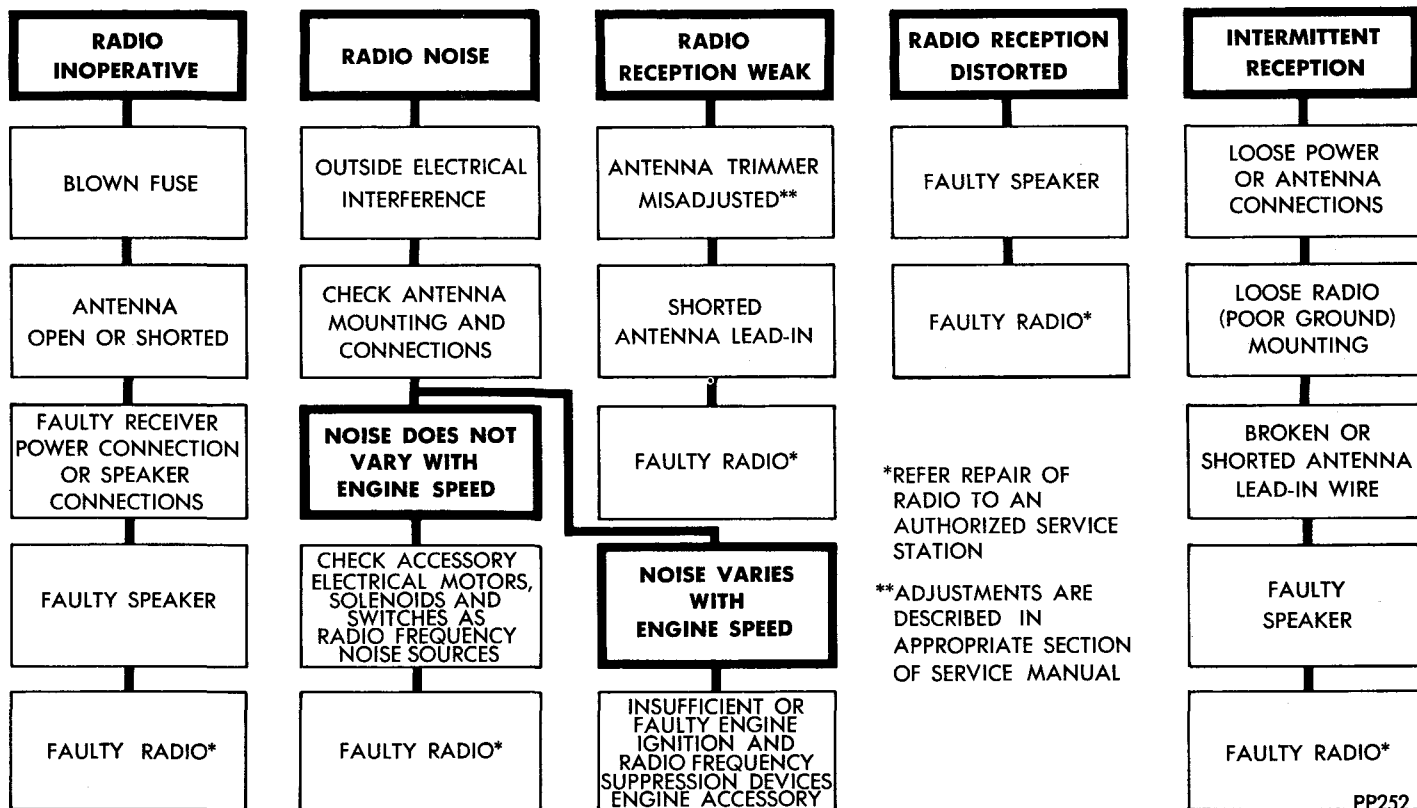 RADIO
INOPERATIVE
BLOWN FUSE
ANTENNA
OPEN OR SHORTED
FAULTY RECEIVER
POWER CONNECTION
OR SPEAKER
CONNECTIONS
FAULTY SPEAKER
FAULTY RADIO*
RADIO NOISE
OUTSIDE ELECTRICAL
INTERFERENCE
CHECK ANTENNA
MOUNTING AND
CONNECTIONS
NOISE DOES NOT
VARY WITH
ENGINE SPEED
CHECK ACCESSORY
ELECTRICAL MOTORS,
SOLENOIDS AND
SWITCHES AS
RADIO FREQUENCY
NOISE SOURCES
FAULTY RADIO*
RADIO
RECEPTION WEAK
ANTENNA TRIMMER
MISADJUSTED**
SHORTED
ANTENNA LEAD-IN
FAULTY RADIO*
NOISE VARIES
WITH
ENGINE SPEED
INSUFFICIENT OR
FAULTY ENGINE
IGNITION AND
RADIO FREQUENCY
SUPPRESSION DEVICES
ENGINE ACCESSORY
RADIO RECEPTION
DISTORTED
FAULTY SPEAKER
FAULTY RADIO*
*REFER REPAIR OF
RADIO TO AN
AUTHORIZED SERVICE
STATION
**ADJUSTMENTS ARE
DESCRIBED IN
APPROPRIATE SECTION
OF SERVICE MANUAL
INTERMITTENT
RECEPTION
LOOSE POWER
OR ANTENNA
CONNECTIONS
LOOSE RADIO
(POOR GROUND)
MOUNTING
BROKEN OR
SHORTED ANTENNA
LEAD-IN WIRE
FAULTY
SPEAKER
FAULTY RADIO*
PP252